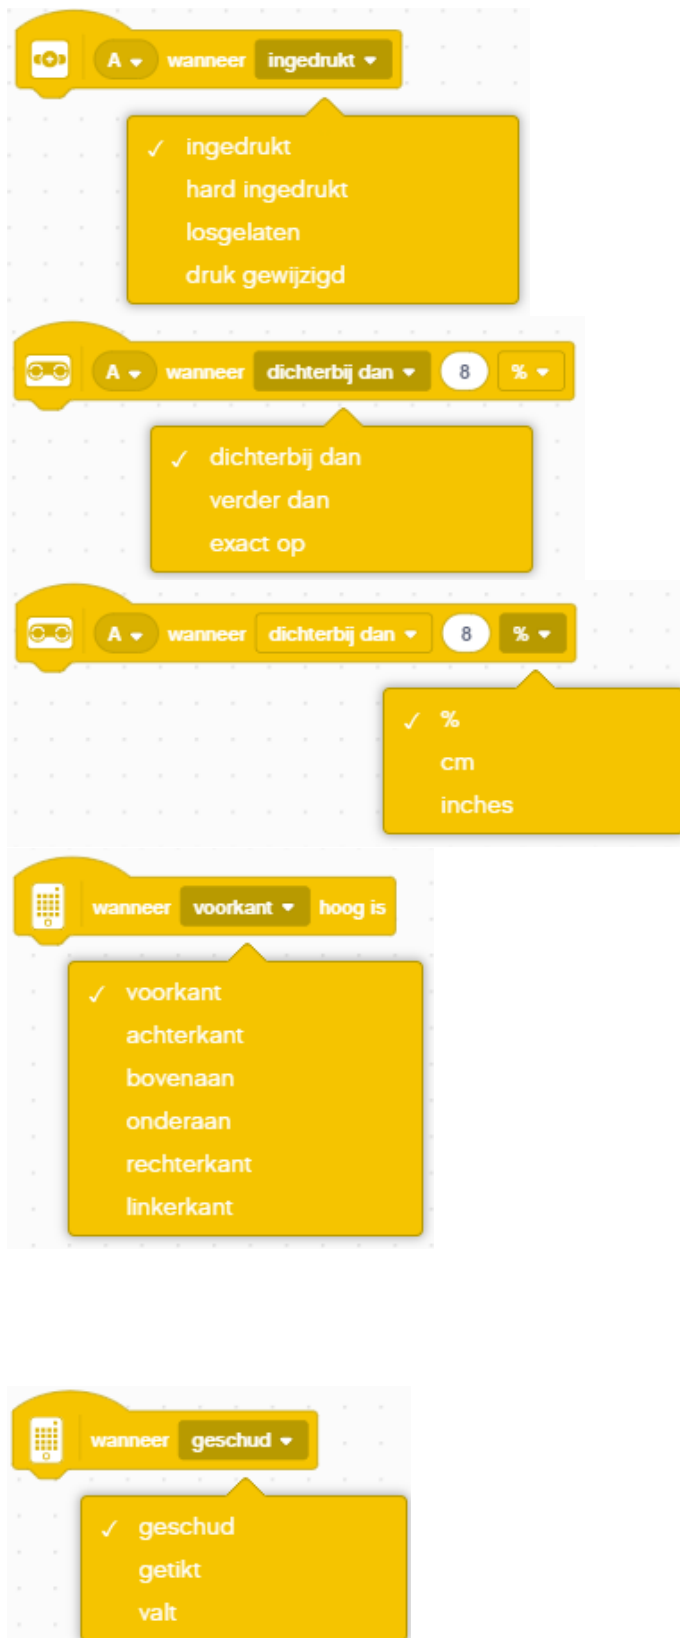 A wanneer ingedrukt
✓ ingedrukt
hard ingedrukt
losgelaten
druk gewijzigd
A wanneer dichterbij dan 8 %
✓ dichterbij dan
verder dan
exact op
A wanneer dichterbij dan 8 %
✓ %
cm
inches
wanneer voorkant hoog is
✓ voorkant
achterkant
bovenaan
onderaan
rechterkant
linkerkant
wanneer geschud
✓ geschud
getikt
valt